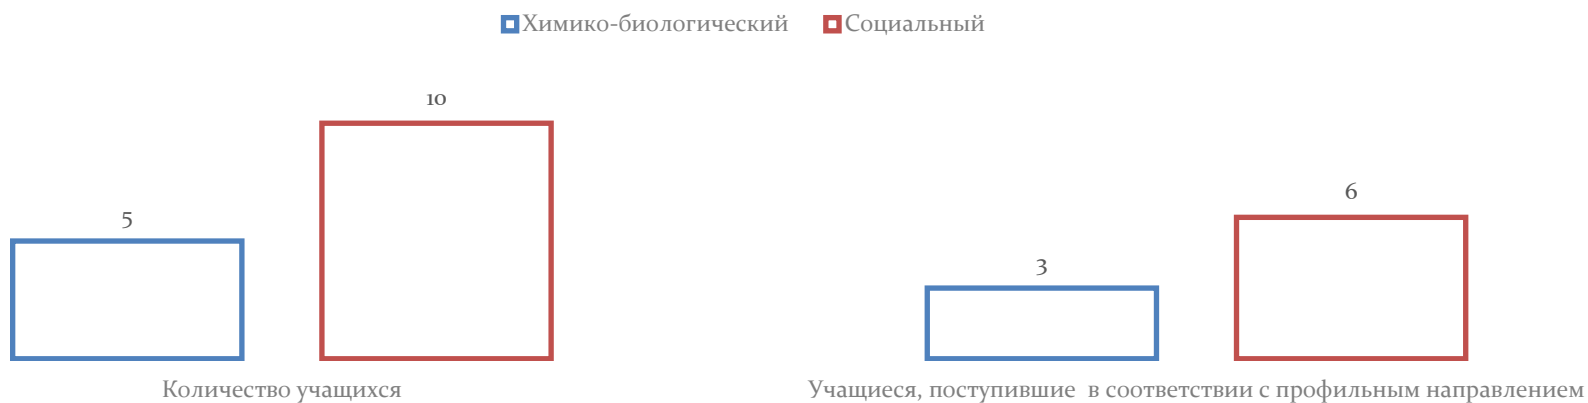 Химико-биологический Социальный
10
5
6
3
Количество учащихся
Учащиеся, поступившие в соответствии с профильным направлением